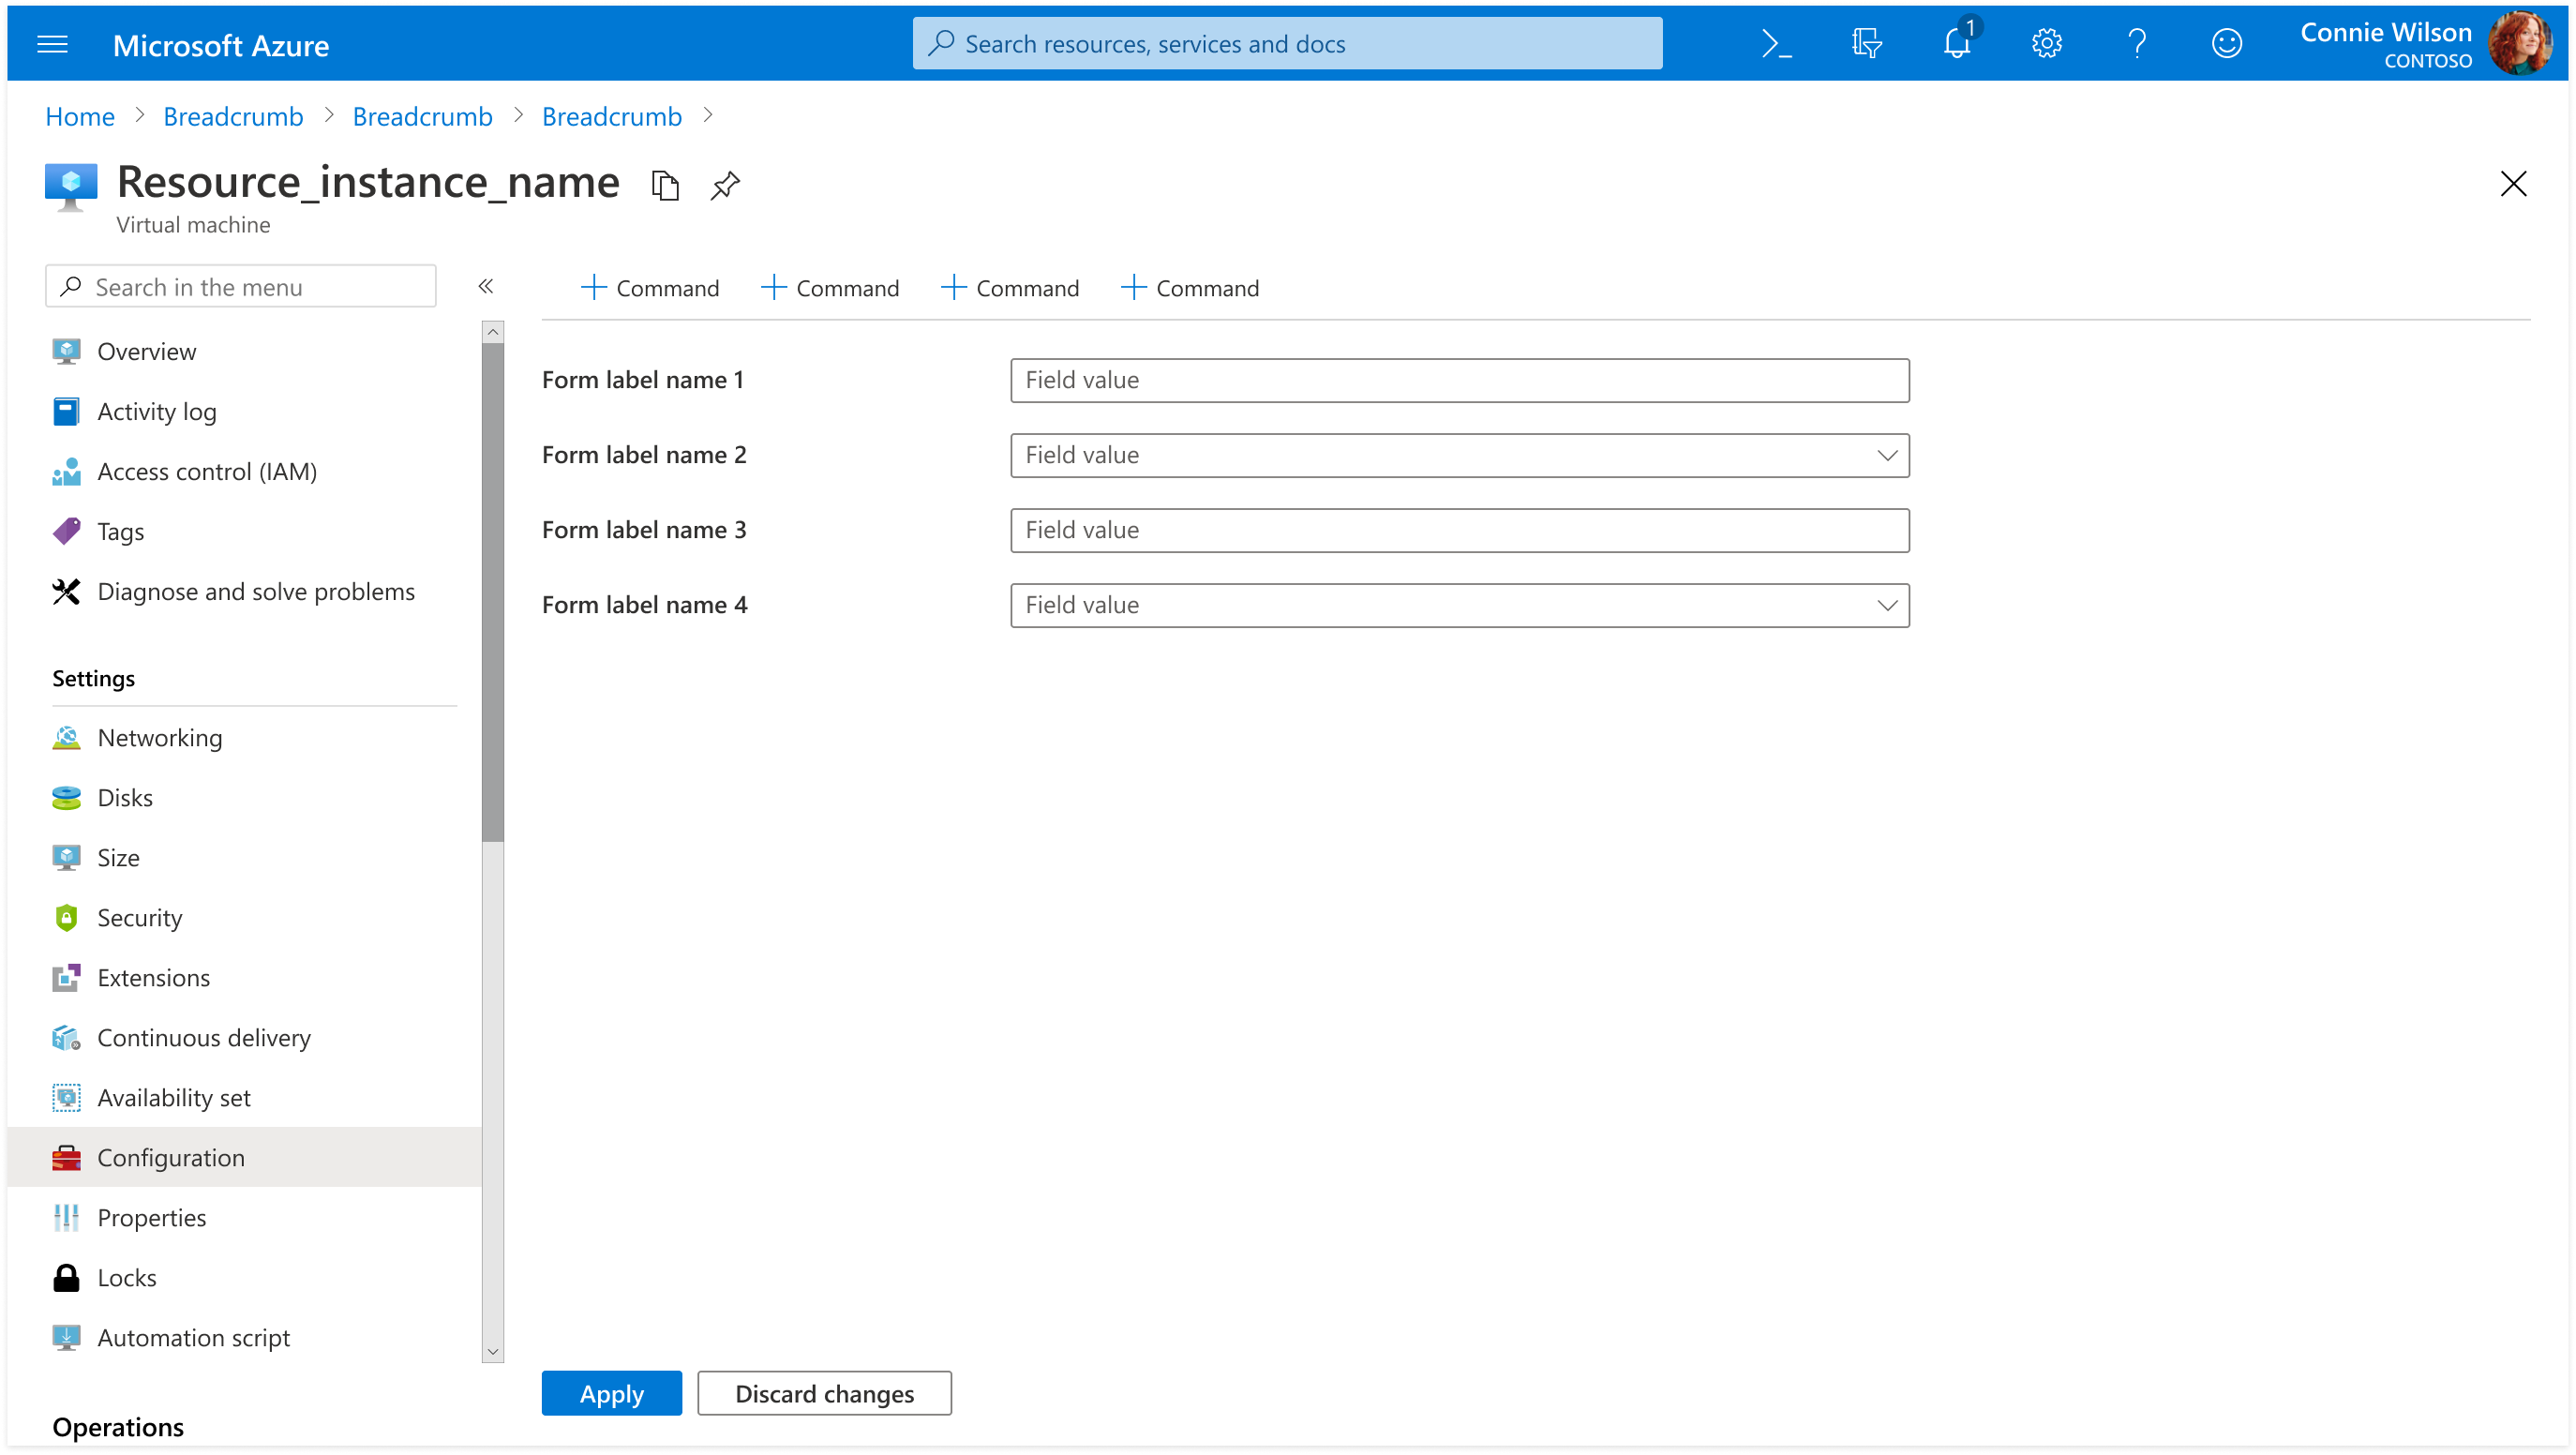 Microsoft Azure
Search resources, services and docs
1
Connie Wilson
CONTOSO
Home > Breadcrumb > Breadcrumb > Breadcrumb >
Resource_instance_name
Virtual machine
Search in the menu
Command Command Command Command
Overview
Activity log
Access control (IAM)
Tags
Diagnose and solve problems
Settings
Networking
Disks
Size
Security
Extensions
Continuous delivery
Availability set
Configuration
Properties
Locks
Automation script
Operations
Form label name 1 Field value
Form label name 2 Field value
Form label name 3 Field value
Form label name 4 Field value
Apply Discard changes